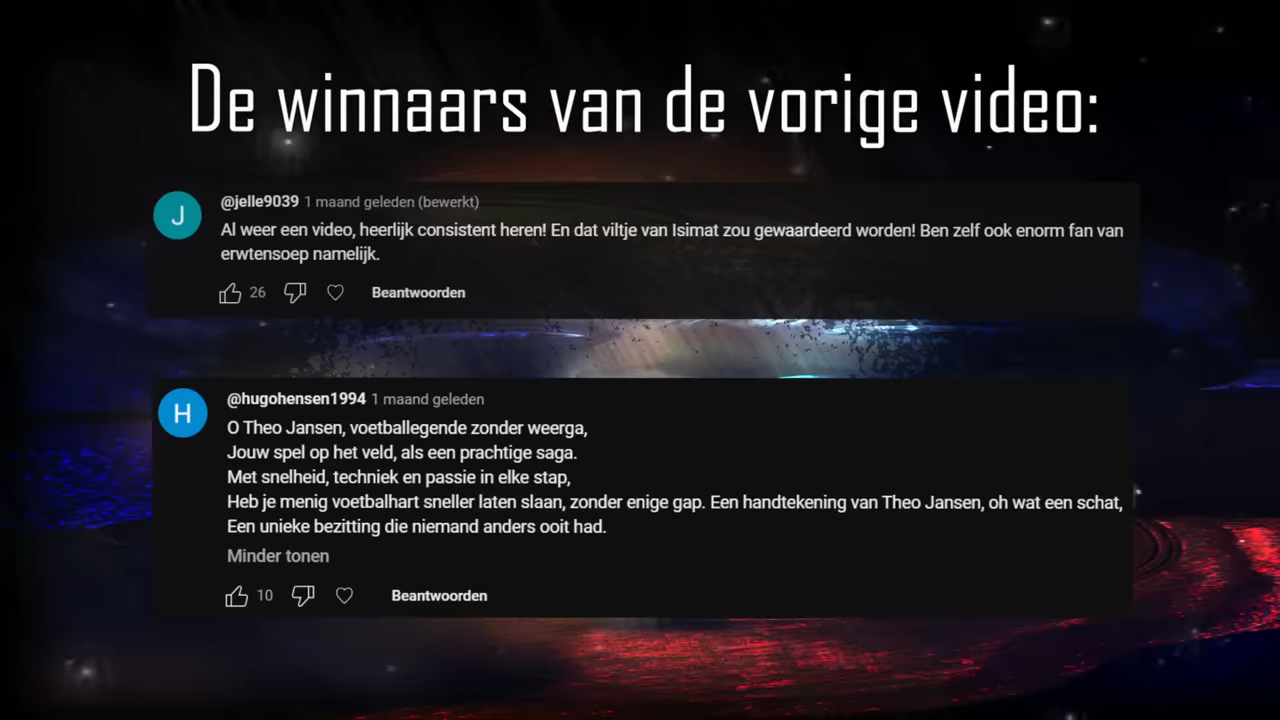 De winnaars van de vorige video:
J
@jelle9039 1 maand geleden (bewerkt)
Al weer een video, heerlijk consistent heren! En dat viltje van Isimat zou gewaardeerd worden! Ben zelf ook enorm fan van
erwtensoep namelijk.
26 Beantwoorden
H
@hugohensen1994 1 maand geleden
O Theo Jansen, voetballegende zonder weerga,
Jouw spel op het veld, als een prachtige saga.
Met snelheid, techniek en passie in elke stap,
Heb je menig voetbalhart sneller laten slaan, zonder enige gap. Een handtekening van Theo Jansen, oh wat een schat,
Een unieke bezitting die niemand anders ooit had.
Minder tonen
10 Beantwoorden